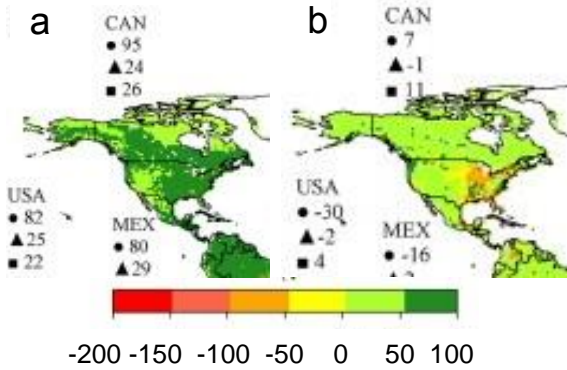 a
CAN
● 95
▲ 24
■ 26
USA
● 82
▲ 25
■ 22
MEX
● 80
▲ 29
b
CAN
● 7
▲ -1
■ 11
USA
● -30
▲ -2
■ 4
MEX
● -16
-200 -150 -100 -50 0 50 100